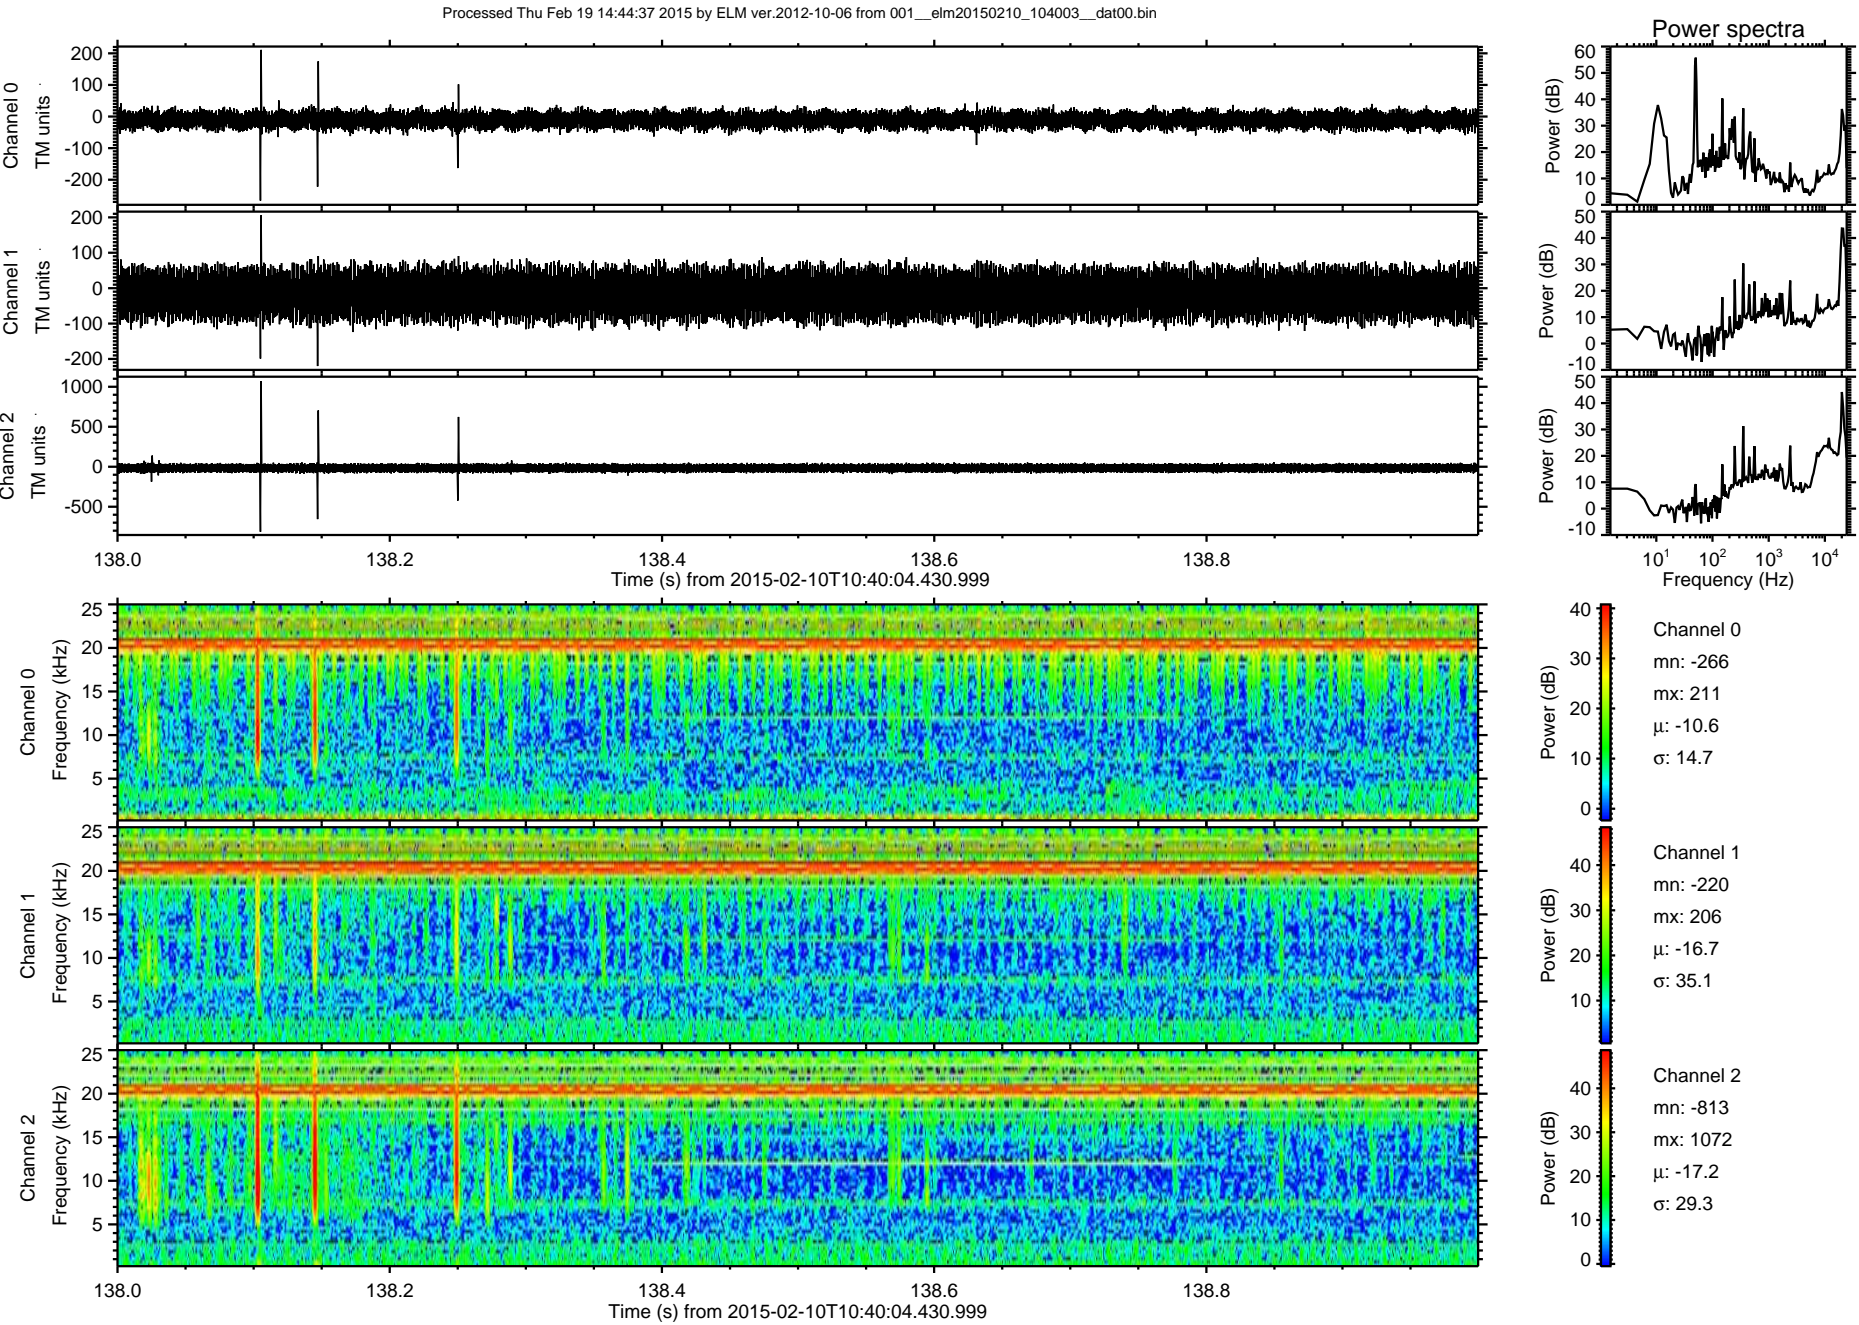 Processed Thu Feb 19 14:44:37 2015 by ELM ver.2012-10-06 from 001__elm20150210_104003__dat00.bin
Power spectra
Channel 0
TM units
200
100
0
-100
-200
Power (dB)
60
50
40
30
20
10
0
Channel 1
TM units
200
100
0
-100
-200
Power (dB)
50
40
30
20
10
0
-10
Channel 2
TM units
1000
500
0
-500
Power (dB)
50
40
30
20
10
0
-10
138.0 138.2 138.4 138.6 138.8
Time (s) from 2015-02-10T10:40:04.430.999
10¹ 10² 10³ 10⁴
Frequency (Hz)
Channel 0
Frequency (kHz)
25
20
15
10
5
Power (dB)
40
30
20
10
0
Channel 0
mn: -266
mx: 211
μ: -10.6
σ: 14.7
Channel 1
Frequency (kHz)
25
20
15
10
5
Power (dB)
40
30
20
10
Channel 1
mn: -220
mx: 206
μ: -16.7
σ: 35.1
Channel 2
Frequency (kHz)
25
20
15
10
5
Power (dB)
40
30
20
10
0
Channel 2
mn: -813
mx: 1072
μ: -17.2
σ: 29.3
138.0 138.2 138.4 138.6 138.8
Time (s) from 2015-02-10T10:40:04.430.999